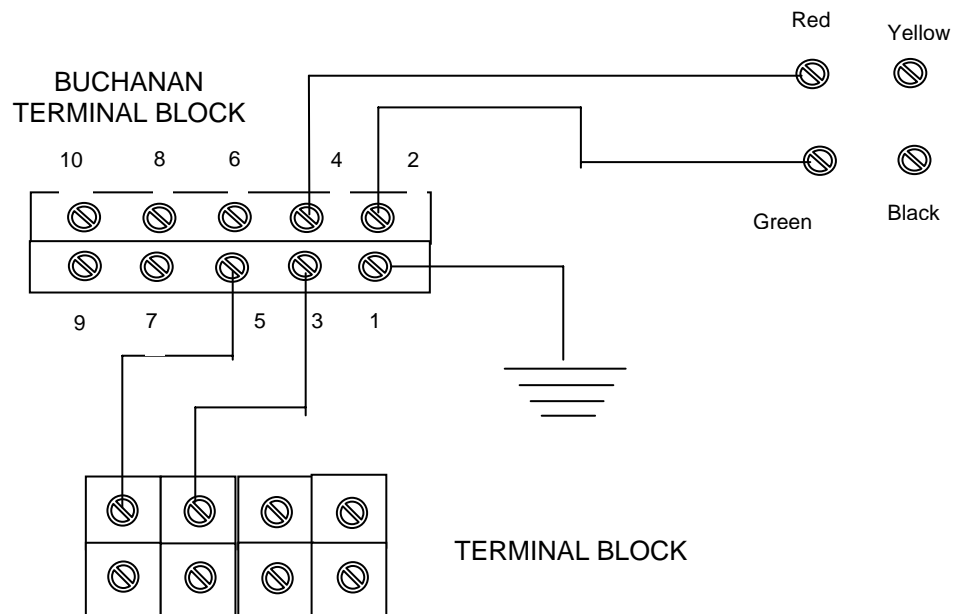 Red
Yellow
BUCHANAN
TERMINAL BLOCK
10 8 6 4 2
Green
Black
9 7 5 3 1
TERMINAL BLOCK